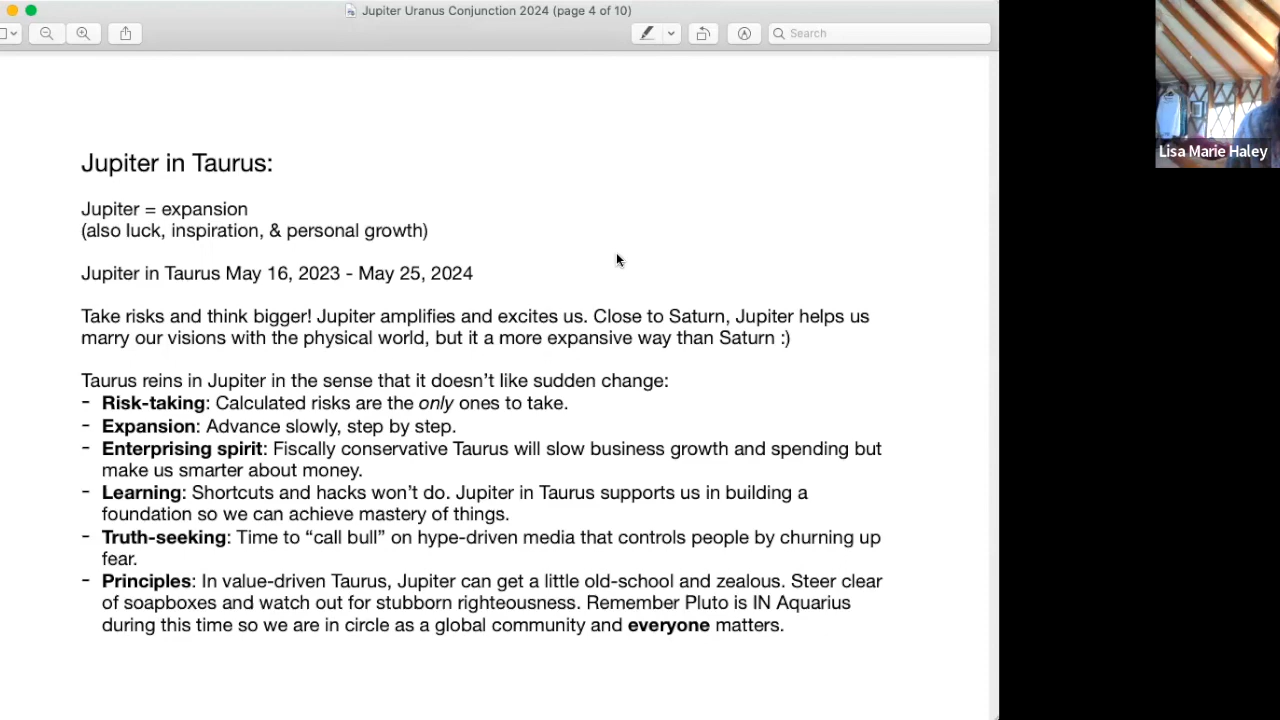 Jupiter Uranus Conjunction 2024 (page 4 of 10)
Search
Jupiter in Taurus:
Jupiter = expansion
(also luck, inspiration, & personal growth)
Jupiter in Taurus May 16, 2023 - May 25, 2024
Take risks and think bigger! Jupiter amplifies and excites us. Close to Saturn, Jupiter helps us
marry our visions with the physical world, but it a more expansive way than Saturn :)
Taurus reins in Jupiter in the sense that it doesn’t like sudden change:
- Risk-taking: Calculated risks are the only ones to take.
- Expansion: Advance slowly, step by step.
- Enterprising spirit: Fiscally conservative Taurus will slow business growth and spending but
make us smarter about money.
- Learning: Shortcuts and hacks won’t do. Jupiter in Taurus supports us in building a
foundation so we can achieve mastery of things.
- Truth-seeking: Time to “call bull” on hype-driven media that controls people by churning up
fear.
- Principles: In value-driven Taurus, Jupiter can get a little old-school and zealous. Steer clear
of soapboxes and watch out for stubborn righteousness. Remember Pluto is IN Aquarius
during this time so we are in circle as a global community and everyone matters.
Lisa Marie Haley